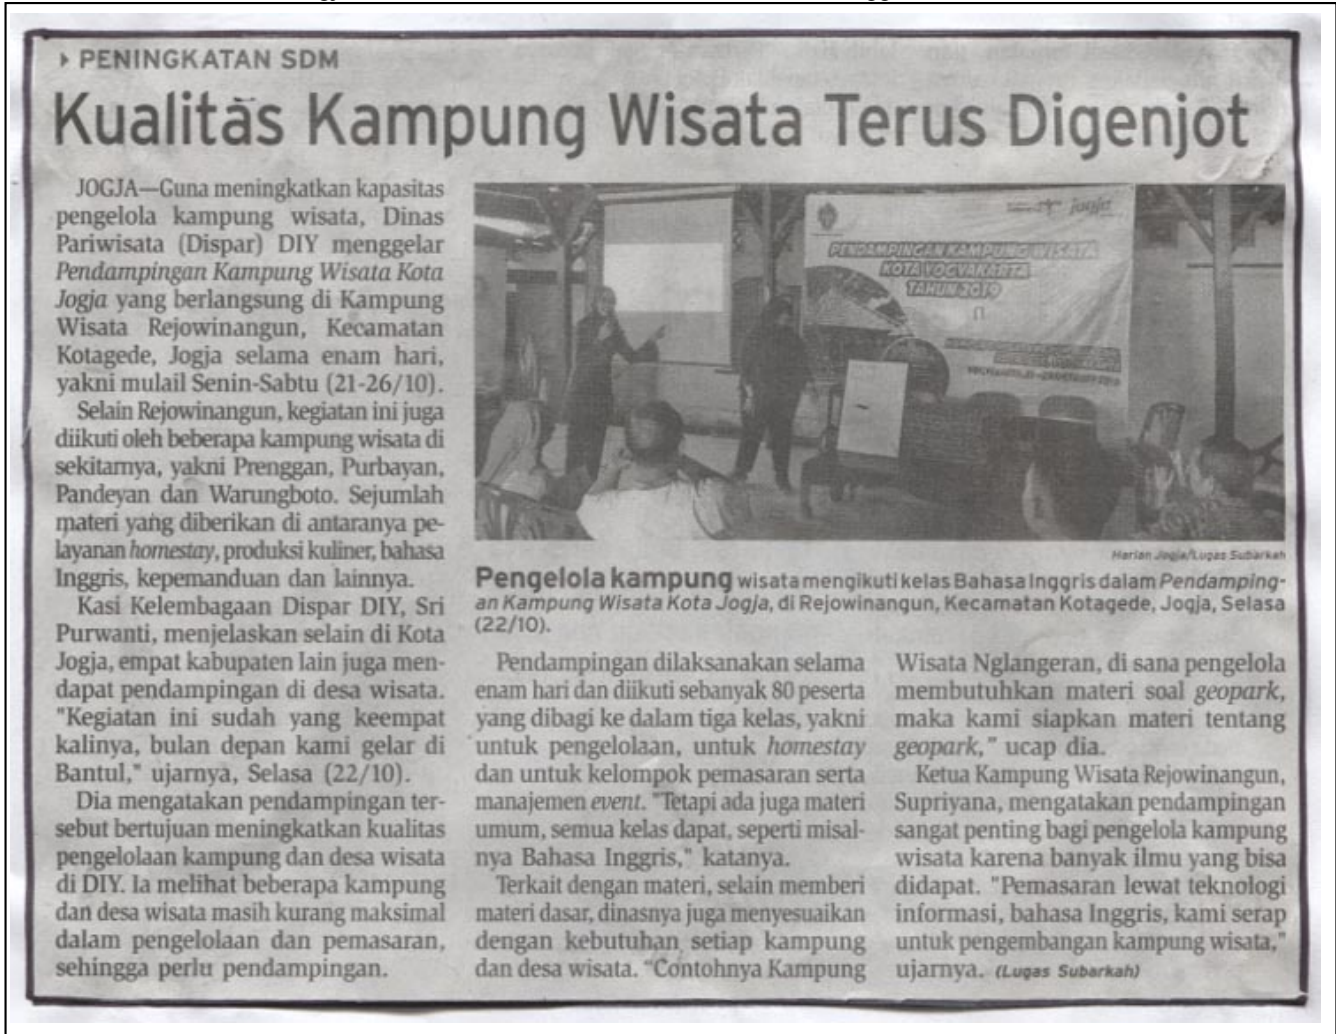 PENINGKATAN SDM
Kualitas Kampung Wisata Terus Digenjot
JOGJA—Guna meningkatkan kapasitas
pengelola kampung wisata, Dinas
Pariwisata (Dispar) DIY menggelar
Pendampingan Kampung Wisata Kota
Jogja yang berlangsung di Kampung
Wisata Rejowinangun, Kecamatan
Kotagede, Jogja selama enam hari,
yakni mulail Senin-Sabtu (21-26/10).
Selain Rejowinangun, kegiatan ini juga
diikuti oleh beberapa kampung wisata di
sekitarnya, yakni Prenggan, Purbayan,
Pandeyan dan Warungboto. Sejumlah
materi yang diberikan di antaranya pe-
layanan homestay, produksi kuliner, bahasa
Inggris, kepemanduan dan lainnya.
Kasi Kelembagaan Dispar DIY, Sri
Purwanti, menjelaskan selain di Kota
Jogja, empat kabupaten lain juga men-
dapat pendampingan di desa wisata.
"Kegiatan ini sudah yang keempat
kalinya, bulan depan kami gelar di
Bantul," ujarnya, Selasa (22/10).
Dia mengatakan pendampingan ter-
sebut bertujuan meningkatkan kualitas
pengelolaan kampung dan desa wisata
di DIY. Ia melihat beberapa kampung
dan desa wisata masih kurang maksimal
dalam pengelolaan dan pemasaran,
sehingga perlu pendampingan.
jogja
PENDAMPINGAN KAMPUNG WISATA
KOTA YOGYAKARTA
TAHUN 2019
Harian Jogja/Lugas Subarkah
Pengelola kampung wisata mengikuti kelas Bahasa Inggris dalam Pendamping-
an Kampung Wisata Kota Jogja, di Rejowinangun, Kecamatan Kotagede, Jogja, Selasa
(22/10).
Pendampingan dilaksanakan selama
enam hari dan diikuti sebanyak 80 peserta
yang dibagi ke dalam tiga kelas, yakni
untuk pengelolaan, untuk homestay
dan untuk kelompok pemasaran serta
manajemen event. "Tetapi ada juga materi
umum, semua kelas dapat, seperti misal-
nya Bahasa Inggris," katanya.
Terkait dengan materi, selain memberi
materi dasar, dinasnya juga menyesuaikan
dengan kebutuhan setiap kampung
dan desa wisata. "Contohnya Kampung
Wisata Nglangeran, di sana pengelola
membutuhkan materi soal geopark,
maka kami siapkan materi tentang
geopark," ucap dia.
Ketua Kampung Wisata Rejowinangun,
Supriyana, mengatakan pendampingan
sangat penting bagi pengelola kampung
wisata karena banyak ilmu yang bisa
didapat. "Pemasaran lewat teknologi
informasi, bahasa Inggris, kami serap
untuk pengembangan kampung wisata,"
ujarnya. (Lugas Subarkah)